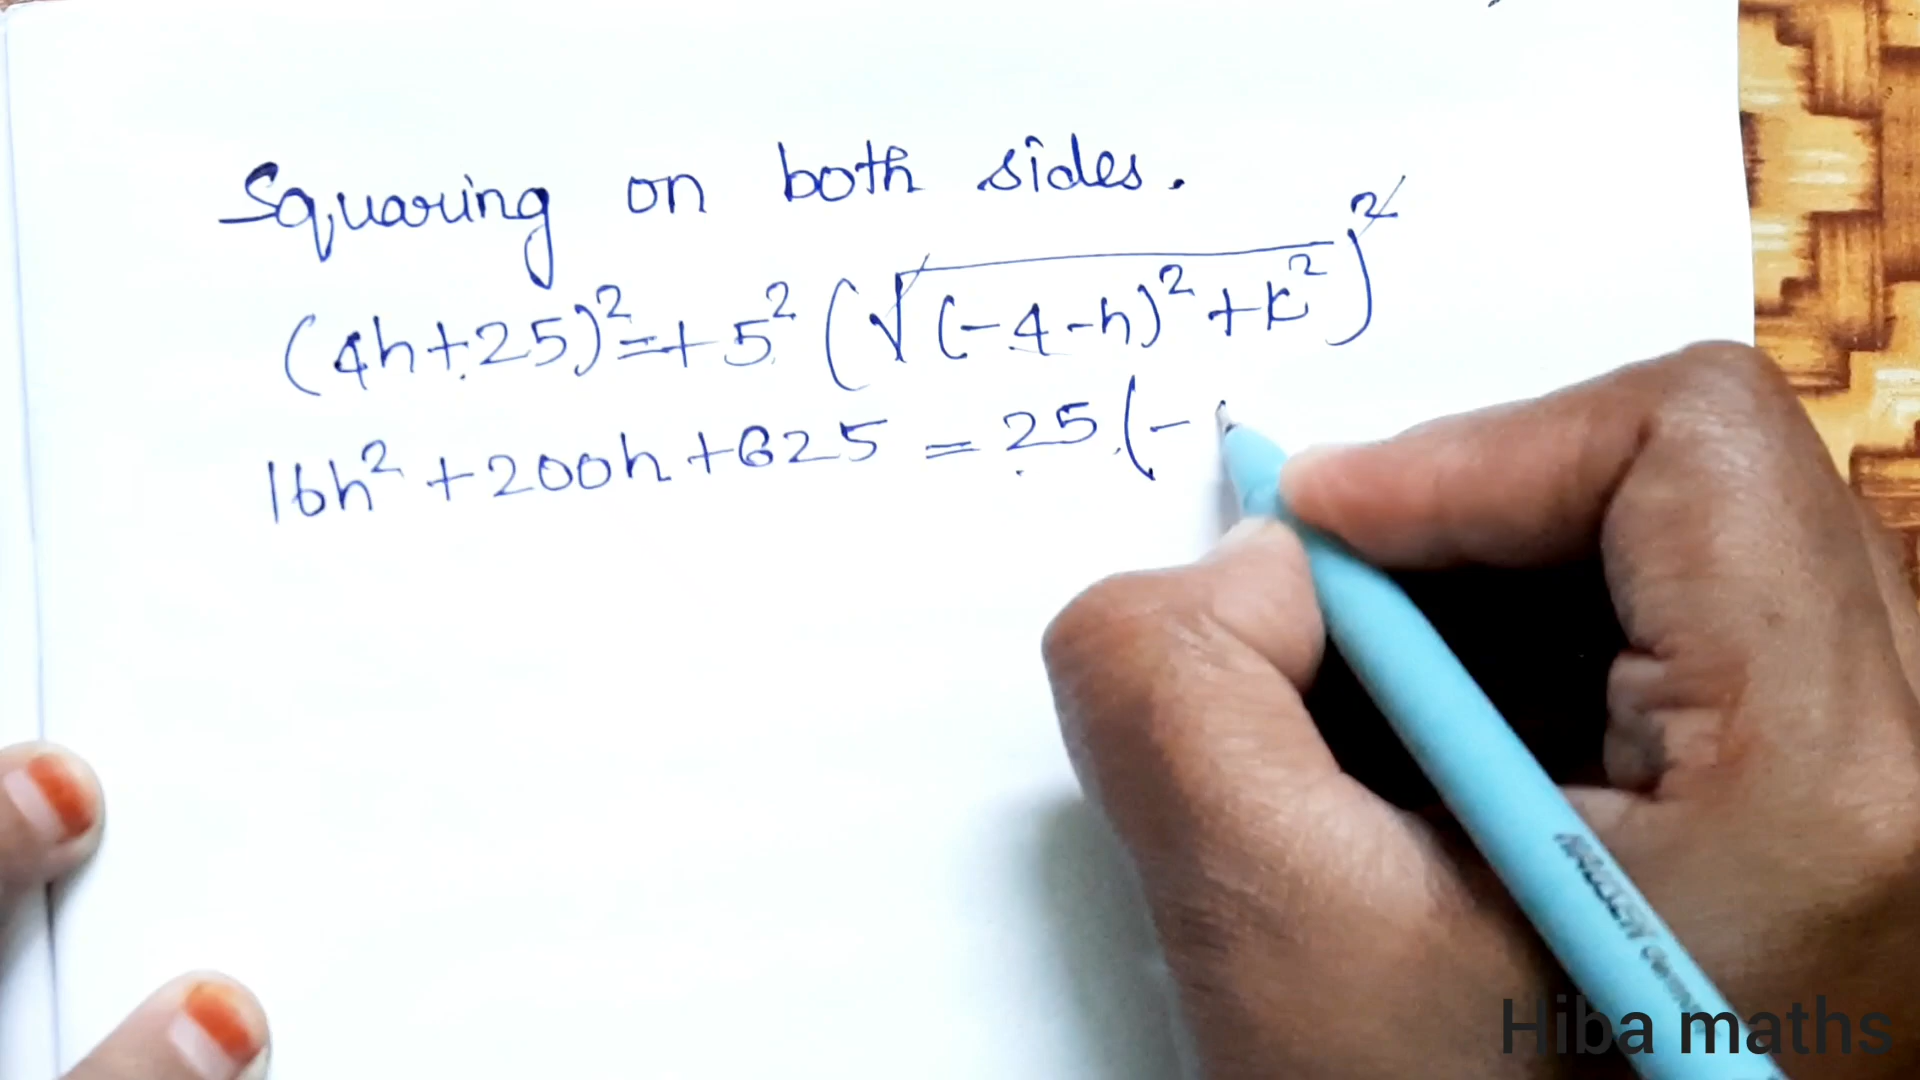 Squaring on both sides.
(4h+25)²=+5²(√(-4-h)²+k²)²
16h²+200h+625 = 25(-
Hiba maths